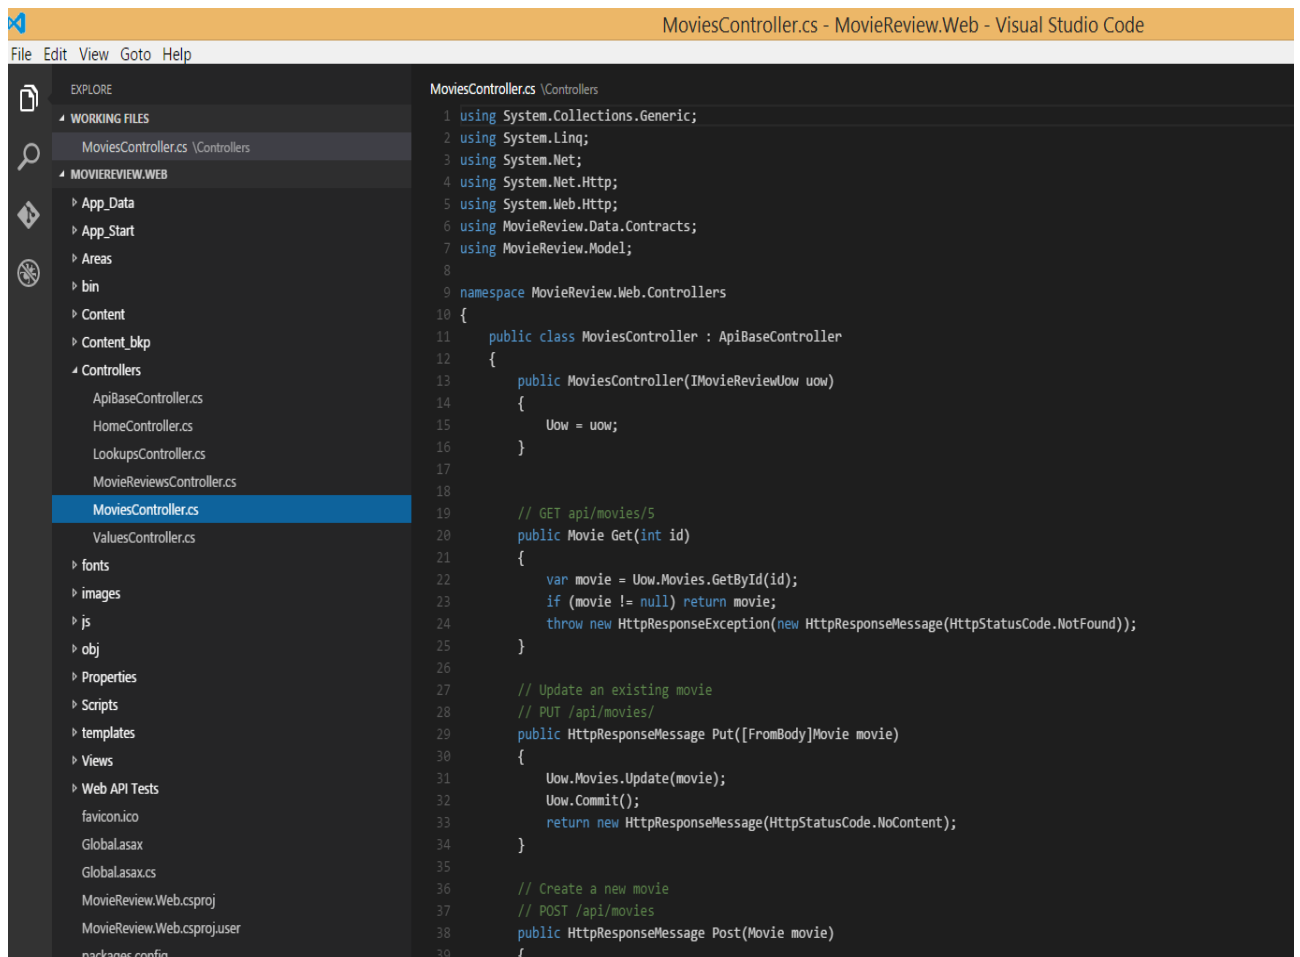 MoviesController.cs - MovieReview.Web - Visual Studio Code
File Edit View Goto Help
EXPLORE
WORKING FILES
MoviesController.cs \Controllers
MOVIEREVIEW.WEB
App_Data
App_Start
Areas
bin
Content
Content_bkp
Controllers
ApiBaseController.cs
HomeController.cs
LookupsController.cs
MovieReviewsController.cs
MoviesController.cs
ValuesController.cs
fonts
images
js
obj
Properties
Scripts
templates
Views
Web API Tests
favicon.ico
Global.asax
Global.asax.cs
MovieReview.Web.csproj
MovieReview.Web.csproj.user
packages.config
MoviesController.cs \Controllers
1 using System.Collections.Generic;
2 using System.Linq;
3 using System.Net;
4 using System.Net.Http;
5 using System.Web.Http;
6 using MovieReview.Data.Contracts;
7 using MovieReview.Model;
8
9 namespace MovieReview.Web.Controllers
10 {
11 public class MoviesController : ApiBaseController
12 {
13 public MoviesController(IMovieReviewUow uow)
14 {
15 Uow = uow;
16 }
17
18
19 // GET api/movies/5
20 public Movie Get(int id)
21 {
22 var movie = Uow.Movies.GetById(id);
23 if (movie != null) return movie;
24 throw new HttpResponseException(new HttpResponseMessage(HttpStatusCode.NotFound));
25 }
26
27 // Update an existing movie
28 // PUT /api/movies/
29 public HttpResponseMessage Put([FromBody]Movie movie)
30 {
31 Uow.Movies.Update(movie);
32 Uow.Commit();
33 return new HttpResponseMessage(HttpStatusCode.NoContent);
34 }
35
36 // Create a new movie
37 // POST /api/movies
38 public HttpResponseMessage Post(Movie movie)
39 {